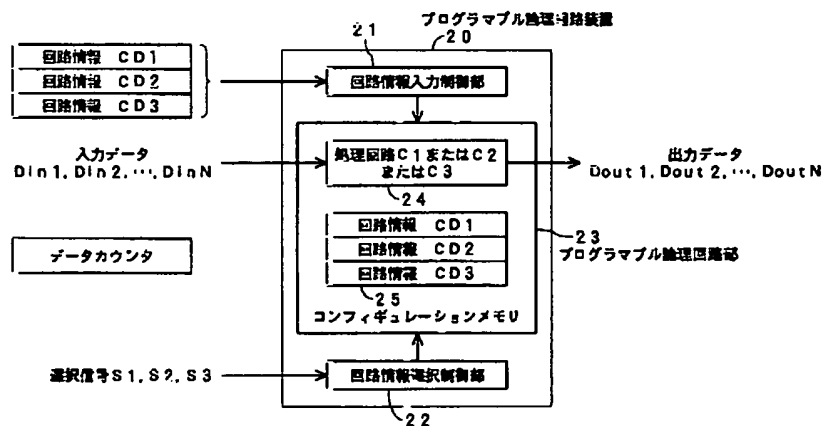 プログラマブル論理回路装置
20
21
回路情報 CD1
回路情報 CD2
回路情報 CD3
回路情報入力制御部
入力データ
Din1, Din2, …, DinN
処理回路C1またはC2
またはC3
24
出力データ
Dout1, Dout2, …, DoutN
回路情報 CD1
回路情報 CD2
回路情報 CD3
25
コンフィギュレーションメモリ
23
プログラマブル論理回路部
データカウンタ
選択信号S1, S2, S3
回路情報選択制御部
22